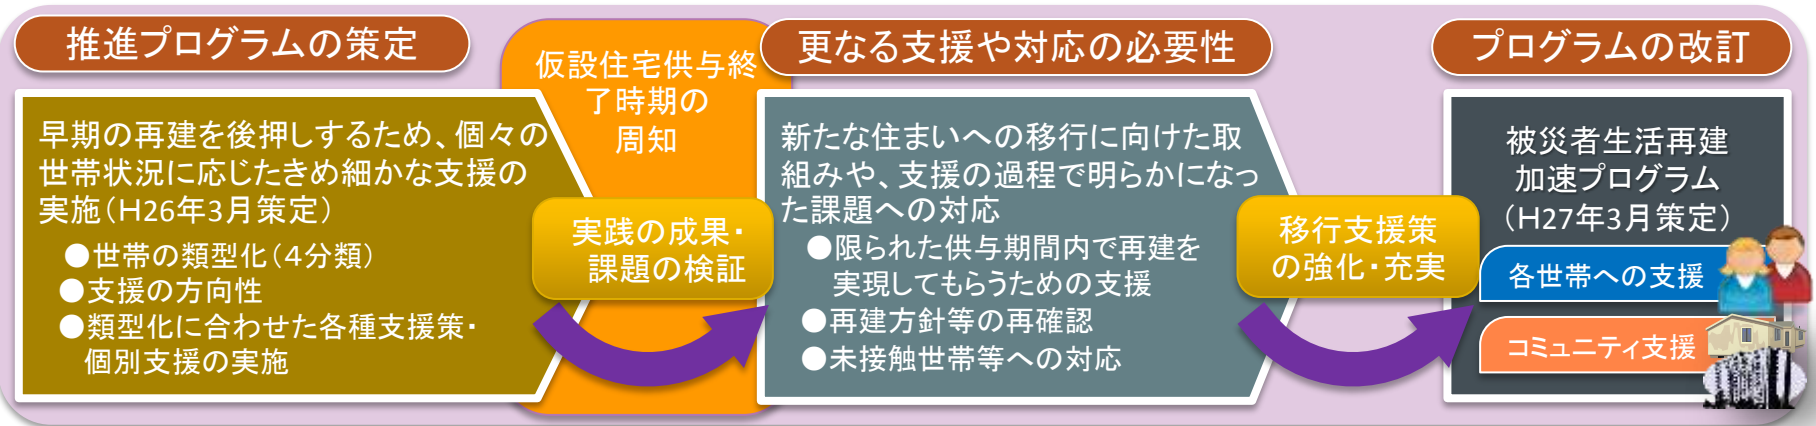 推進プログラムの策定
早期の再建を後押しするため、個々の
世帯状況に応じたきめ細かな支援の
実施(H26年3月策定)
●世帯の類型化(4分類)
●支援の方向性
●類型化に合わせた各種支援策・
個別支援の実施
仮設住宅供与終
了時期の
周知
実践の成果・
課題の検証
更なる支援や対応の必要性
新たな住まいへの移行に向けた取
組みや、支援の過程で明らかになっ
た課題への対応
●限られた供与期間内で再建を
実現してもらうための支援
●再建方針等の再確認
●未接触世帯等への対応
移行支援策
の強化・充実
プログラムの改訂
被災者生活再建
加速プログラム
(H27年3月策定)
各世帯への支援
コミュニティ支援